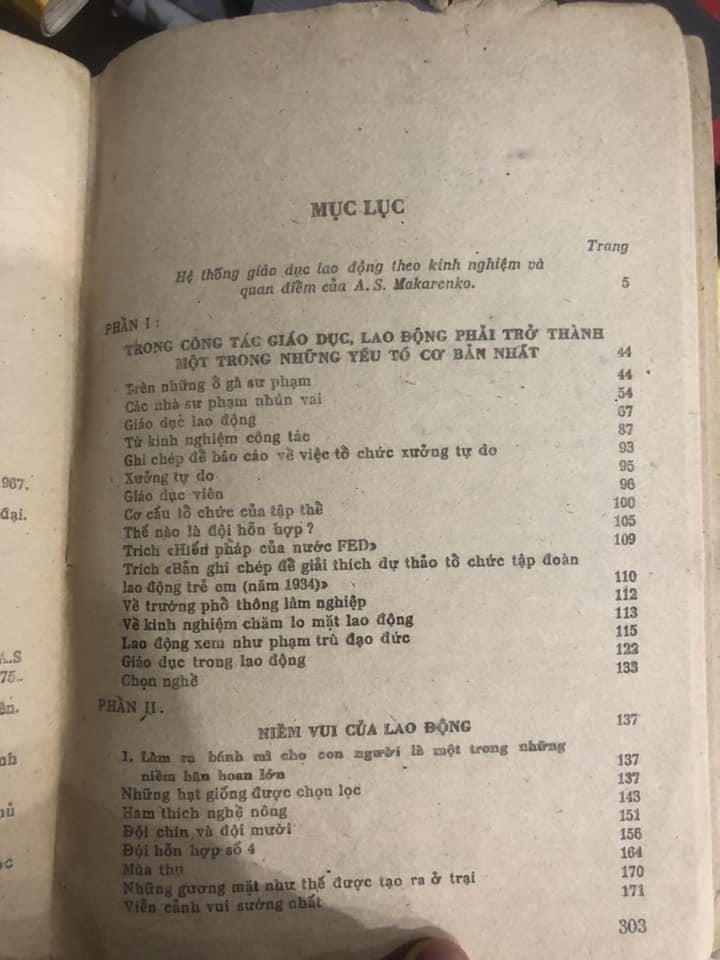 MỤC LỤC
Trang
Hệ thống giáo dục lao động theo kinh nghiệm và
quan điểm của A. S. Makarenko. 5
PHẦN I:
TRONG CÔNG TÁC GIÁO DỤC, LAO ĐỘNG PHẢI TRỞ THÀNH
MỘT TRONG NHỮNG YẾU TỐ CƠ BẢN NHẤT 44
Trên những ổ gà sư phạm 44
Các nhà sư phạm nhún vai 54
Giáo dục lao động 67
Từ kinh nghiệm công tác 87
Ghi chép để báo cáo về việc tổ chức xưởng tự do 93
Xưởng tự do 95
Giáo dục viên 96
Cơ cấu tổ chức của tập thể 100
Thế nào là đội hỗn hợp? 105
Trích «Hiến pháp của nước FED» 109
Trích «Bản ghi chép để giải thích dự thảo tổ chức tập đoàn
lao động trẻ em (năm 1934)» 110
Về trường phổ thông lâm nghiệp 112
Về kinh nghiệm chăm lo mặt lao động 113
Lao động xem như phạm trù đạo đức 115
Giáo dục trong lao động 122
Chọn nghề 133
PHẦN II.
NIỀM VUI CỦA LAO ĐỘNG 137
1. Làm ra bánh mì cho con người là một trong những
niềm hân hoan lớn 137
Những hạt giống được chọn lọc 137
Ham thích nghề nông 143
Đội chín và đội mười 151
Đội hỗn hợp số 4 156
Mùa thu 164
Những gương mặt như thế được tạo ra ở trại 170
Viễn cảnh vui sướng nhất 171
303
967.
đại.
A.S
75..
ên.
nh